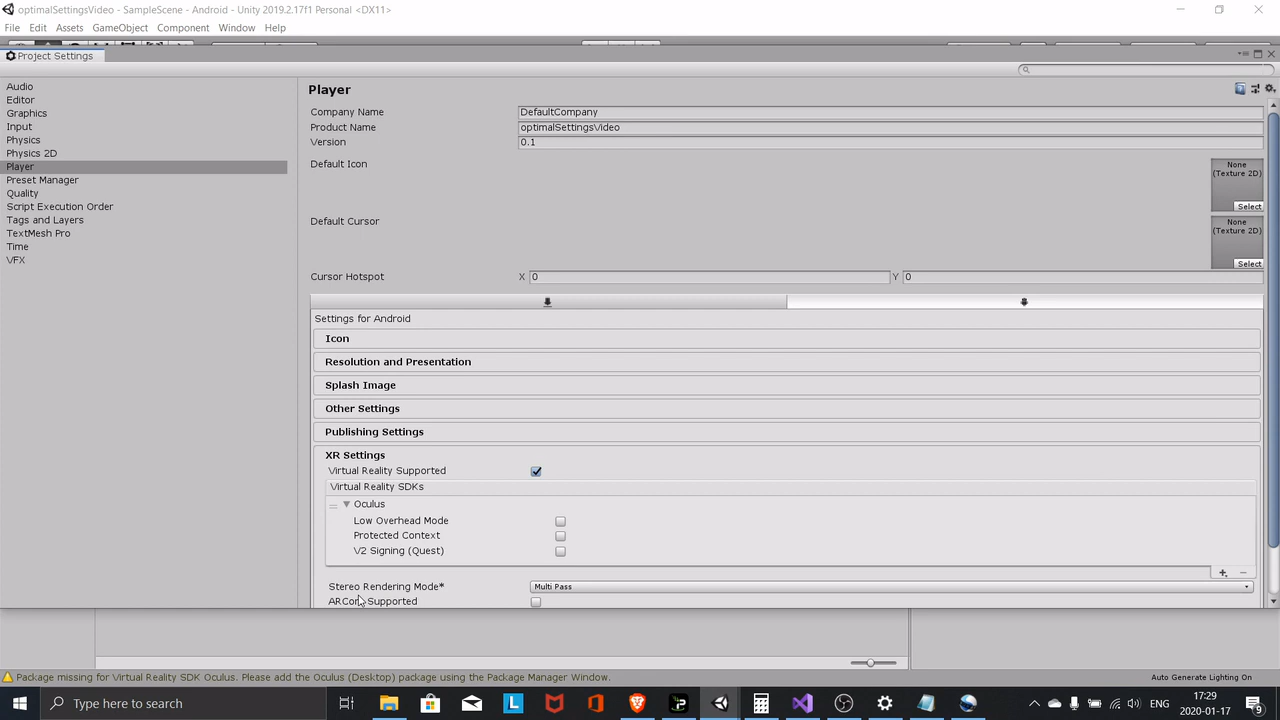 optimalSettingsVideo - SampleScene - Android - Unity 2019.2.17f1 Personal <DX11>
File Edit Assets GameObject Component Window Help
Project Settings
Audio
Editor
Graphics
Input
Physics
Physics 2D
Player
Preset Manager
Quality
Script Execution Order
Tags and Layers
TextMesh Pro
Time
VFX
Player
Company Name DefaultCompany
Product Name optimalSettingsVideo
Version 0.1
Default Icon
None
(Texture 2D)
Select
Default Cursor
None
(Texture 2D)
Select
Cursor Hotspot X 0 Y 0
Settings for Android
Icon
Resolution and Presentation
Splash Image
Other Settings
Publishing Settings
XR Settings
Virtual Reality Supported
Virtual Reality SDKs
Oculus
Low Overhead Mode
Protected Context
V2 Signing (Quest)
Stereo Rendering Mode* Multi Pass
ARCore Supported
Package missing for Virtual Reality SDK Oculus. Please add the Oculus (Desktop) package using the Package Manager Window.
Auto Generate Lighting On
Type here to search
ENG
17:29
2020-01-17
9